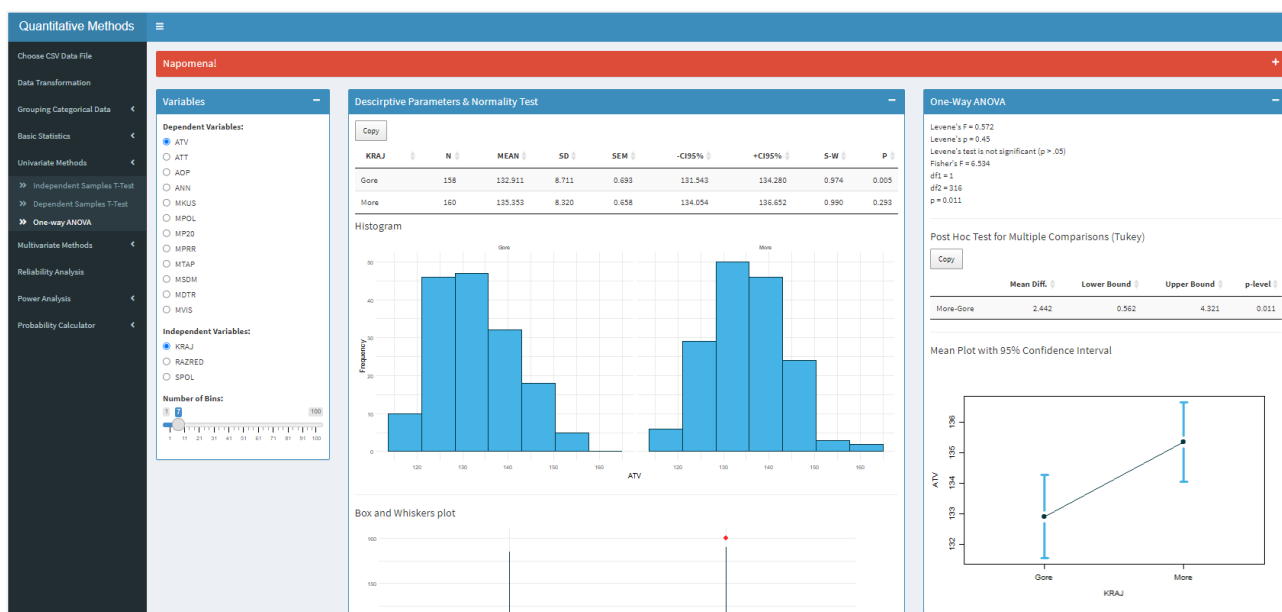 Quantitative Methods
Choose CSV Data File
Data Transformation
Grouping Categorical Data
Basic Statistics
Univariate Methods
Independent Samples T-Test
Dependent Samples T-Test
One-way ANOVA
Multivariate Methods
Reliability Analysis
Power Analysis
Probability Calculator
Napomena!
Variables
Dependent Variables:
ATV
ATT
AOP
ANN
MKUS
MPOL
MP20
MPRR
MTAP
MSDM
MDTR
MVIS
Independent Variables:
KRAJ
RAZRED
SPOL
Number of Bins:
1 7 100
1 11 21 31 41 51 61 71 81 91 100
Descirptive Parameters & Normality Test
Copy
KRAJ N MEAN SD SEM -CI95% +CI95% S-W P
Gore 158 132.911 8.711 0.693 131.543 134.280 0.974 0.005
More 160 135.353 8.320 0.658 134.054 136.652 0.990 0.293
Histogram
Gore More
Frequency
50
40
30
20
10
0
120 130 140 150 160 120 130 140 150 160
ATV
Box and Whiskers plot
160
150
One-Way ANOVA
Levene's F = 0.572
Levene's p = 0.45
Levene's test is not significant (p > .05)
Fisher's F = 6.534
df1 = 1
df2 = 316
p = 0.011
Post Hoc Test for Multiple Comparisons (Tukey)
Copy
Mean Diff. Lower Bound Upper Bound p-level
More-Gore 2.442 0.562 4.321 0.011
Mean Plot with 95% Confidence Interval
ATV
136
135
134
133
132
Gore More
KRAJ